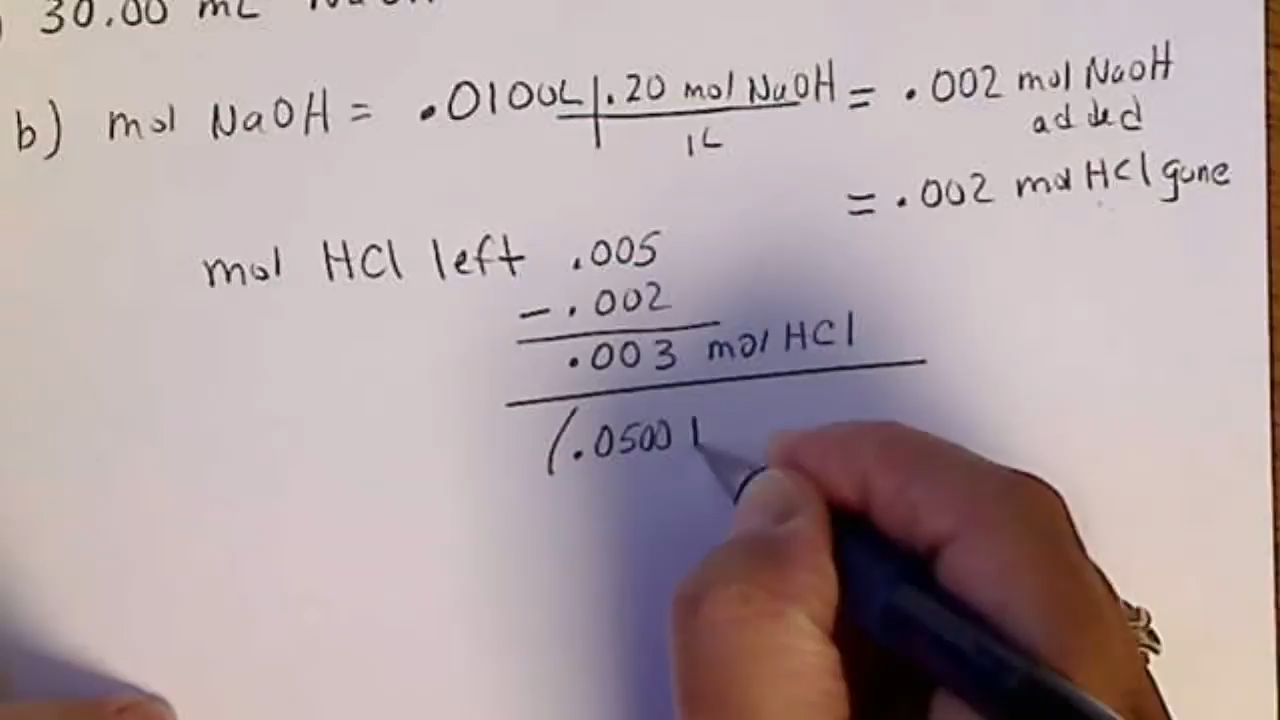 ) 30.00 mL NaOH
b) mol NaOH = .0100L | .20 mol NaOH = .002 mol NaOH
1L
added
= .002 mol HCl gone
mol HCl left .005
- .002
.003 mol HCl
(.0500 L